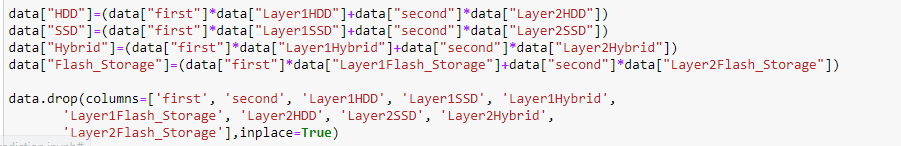 data["HDD"]=(data["first"]*data["Layer1HDD"]+data["second"]*data["Layer2HDD"])
data["SSD"]=(data["first"]*data["Layer1SSD"]+data["second"]*data["Layer2SSD"])
data["Hybrid"]=(data["first"]*data["Layer1Hybrid"]+data["second"]*data["Layer2Hybrid"])
data["Flash_Storage"]=(data["first"]*data["Layer1Flash_Storage"]+data["second"]*data["Layer2Flash_Storage"])
data.drop(columns=['first', 'second', 'Layer1HDD', 'Layer1SSD', 'Layer1Hybrid',
'Layer1Flash_Storage', 'Layer2HDD', 'Layer2SSD', 'Layer2Hybrid',
'Layer2Flash_Storage'],inplace=True)